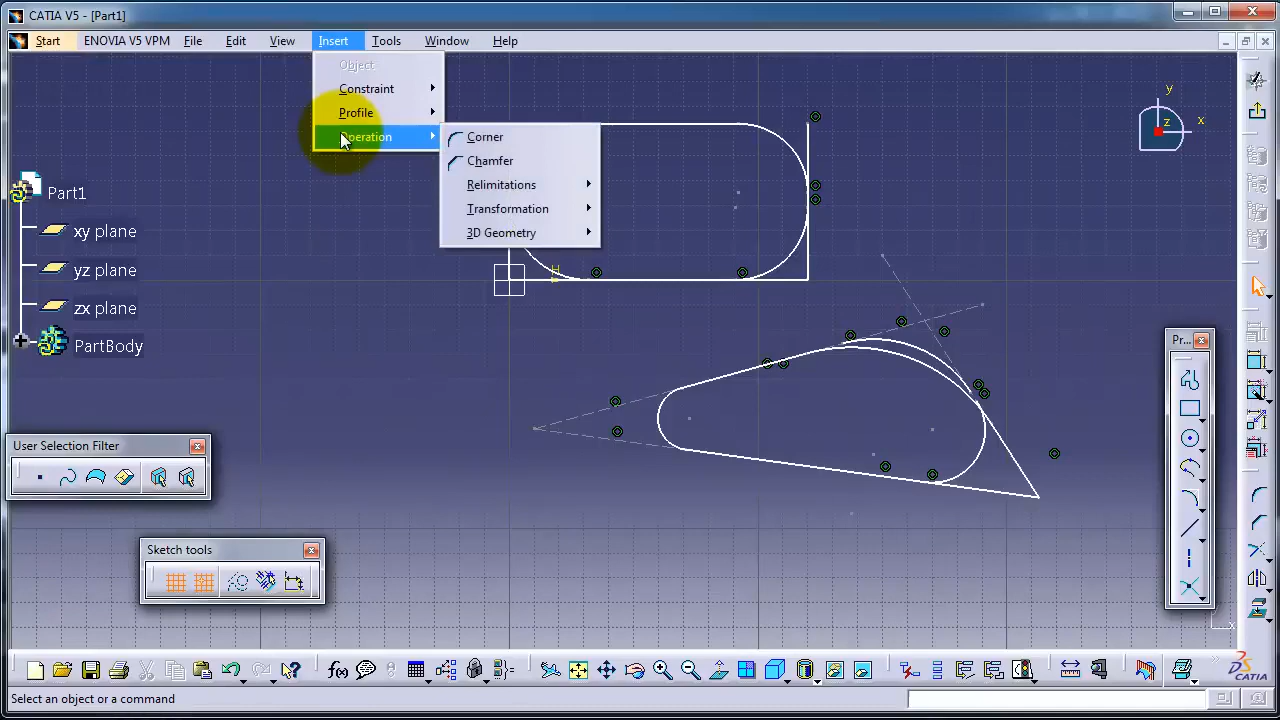 CATIA V5 - [Part1]
Start ENOVIA V5 VPM File Edit View Insert Tools Window Help
Object
Constraint
Profile
Operation
Corner
Chamfer
Relimitations
Transformation
3D Geometry
y
x
z
Part1
xy plane
yz plane
zx plane
PartBody
H
Pr...
User Selection Filter
Sketch tools
f(x)
x
CATIA
Select an object or a command